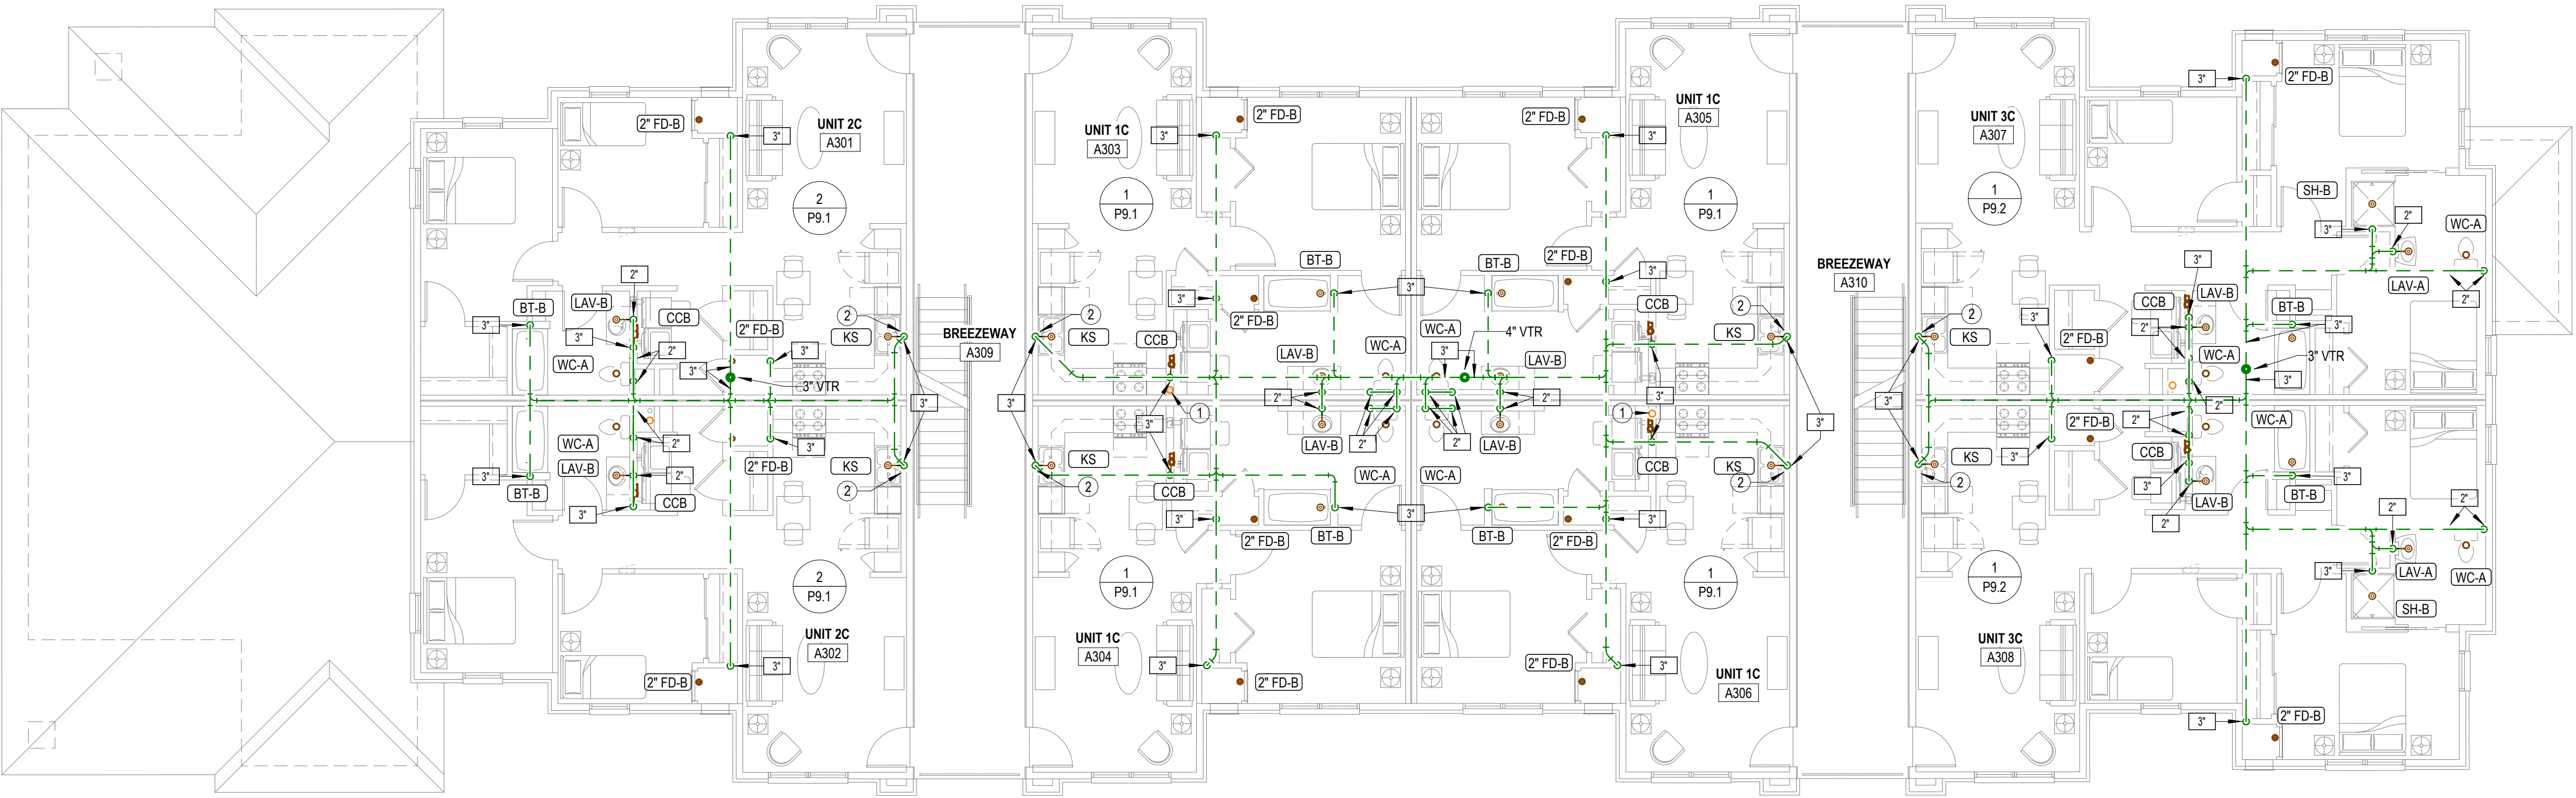 2" FD-B
3"
UNIT 2C
A301
2
P9.1
2"
LAV-B
BT-B
3"
3"
CCB
2"
WC-A
2" FD-B
3"
3"
3" VTR
2
KS
3"
WC-A
2"
LAV-B
2"
3"
BT-B
CCB
3"
3"
2" FD-B
KS
2
2
P9.1
UNIT 2C
A302
2" FD-B
3"
BREEZEWAY
A309
UNIT 1C
A303
3"
2" FD-B
1
P9.1
3"
2" FD-B
2
KS
CCB
3"
3"
1
KS
2
CCB
3"
2" FD-B
1
P9.1
UNIT 1C
A304
3"
2" FD-B
BT-B
3"
BT-B
WC-A
WC-A
3"
4" VTR
LAV-B
LAV-B
2"
2"
2"
2"
LAV-B
LAV-B
WC-A
WC-A
3"
BT-B
BT-B
2" FD-B
3"
UNIT 1C
A305
1
P9.1
2" FD-B
3"
CCB
2
KS
3"
1
3"
CCB
KS
2
2" FD-B
3"
1
P9.1
2" FD-B
3"
UNIT 1C
A306
BREEZEWAY
A310
UNIT 3C
A307
1
P9.2
2
KS
3"
3"
2" FD-B
CCB
2"
3"
LAV-B
WC-A
2"
3"
2" FD-B
SH-B
3"
2"
WC-A
LAV-A
2"
BT-B
3"
3" VTR
3"
KS
2
3"
2" FD-B
2"
CCB
3"
2"
LAV-B
WC-A
3"
BT-B
2"
2"
3"
LAV-A
WC-A
SH-B
1
P9.2
UNIT 3C
A308
3"
2" FD-B